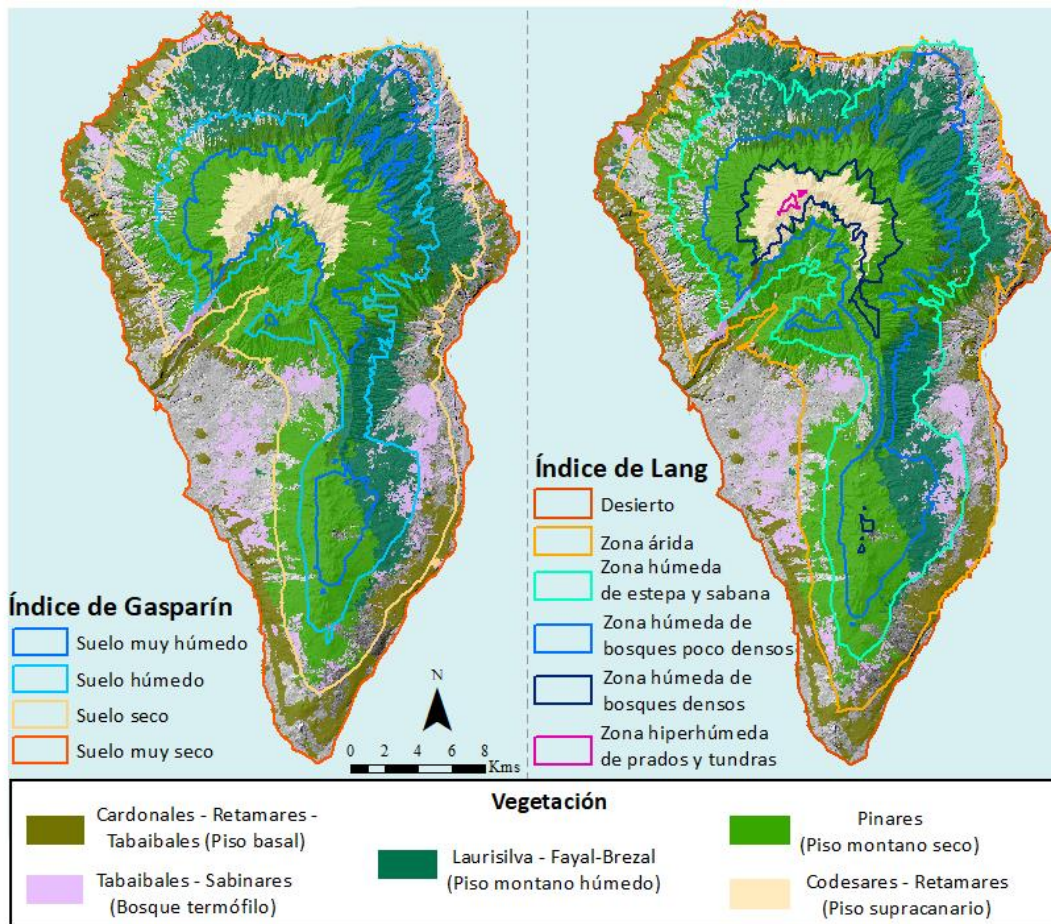 Índice de Gasparín
Suelo muy húmedo
Suelo húmedo
Suelo seco
Suelo muy seco
N
0 2 4 6 8
Kms
Índice de Lang
Desierto
Zona árida
Zona húmeda
de estepa y sabana
Zona húmeda de
bosques poco densos
Zona húmeda de
bosques densos
Zona hiperhúmeda
de prados y tundras
Vegetación
Cardonales - Retamares -
Tabaibales (Piso basal)
Tabaibales - Sabinares
(Bosque termófilo)
Laurisilva - Fayal-Brezal
(Piso montano húmedo)
Pinares
(Piso montano seco)
Codesares - Retamares
(Piso supracanario)